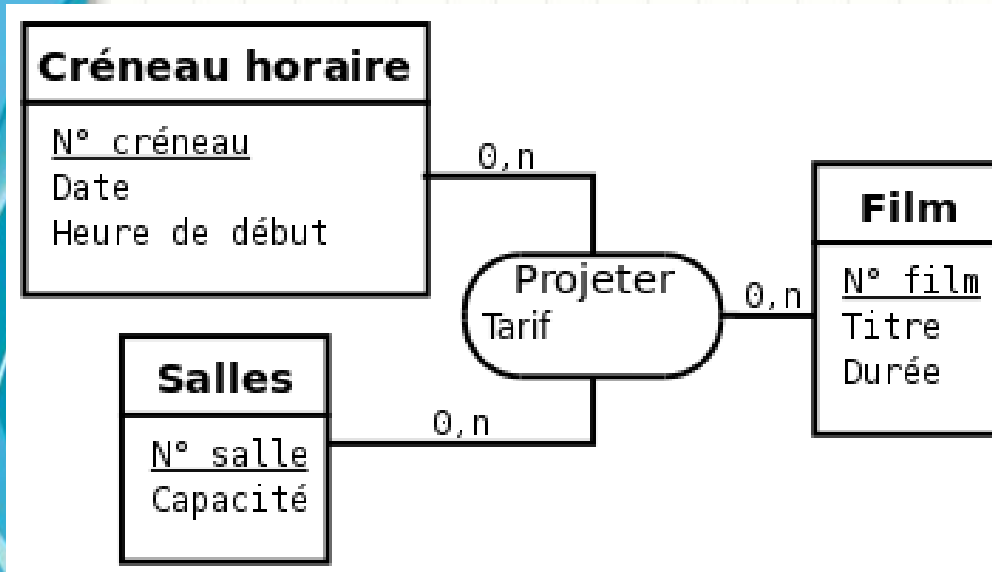 Créneau horaire
N° créneau
Date
Heure de début
0,n
Projeter
Tarif
0,n
Film
N° film
Titre
Durée
Salles
N° salle
Capacité
0,n